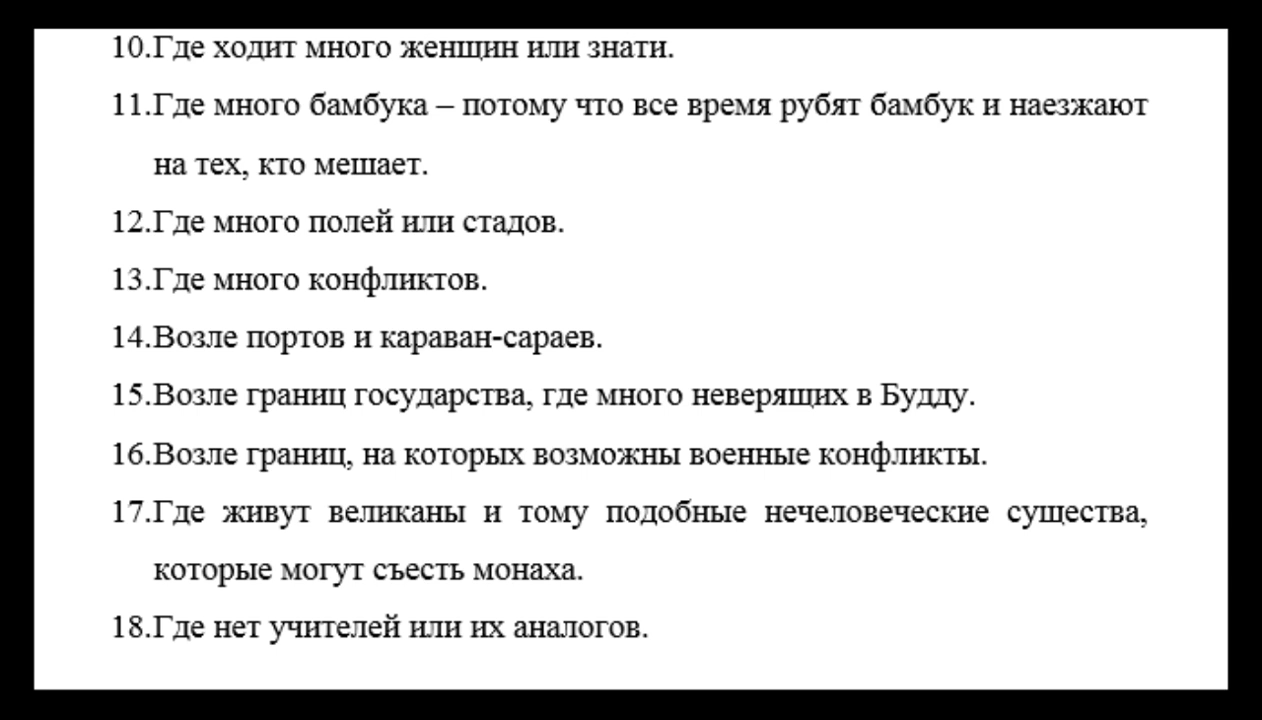 10.Где ходит много женщин или знати.
11.Где много бамбука – потому что все время рубят бамбук и наезжают
на тех, кто мешает.
12.Где много полей или стадов.
13.Где много конфликтов.
14.Возле портов и караван-сараев.
15.Возле границ государства, где много неверящих в Будду.
16.Возле границ, на которых возможны военные конфликты.
17.Где живут великаны и тому подобные нечеловеческие существа,
которые могут съесть монаха.
18.Где нет учителей или их аналогов.